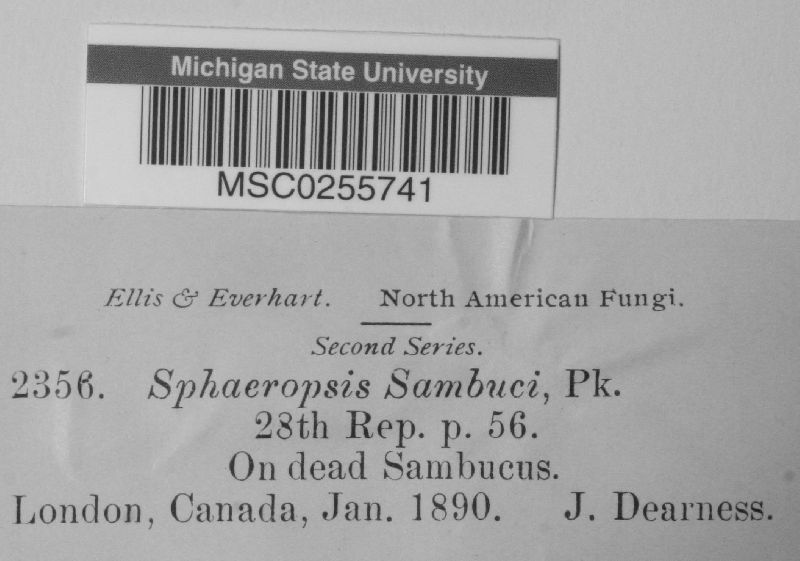 Michigan State University
MSC0255741
Ellis & Everhart. North American Fungi.
Second Series.
2356. Sphaeropsis Sambuci, Pk.
28th Rep. p. 56.
On dead Sambucus.
London, Canada, Jan. 1890. J. Dearness.